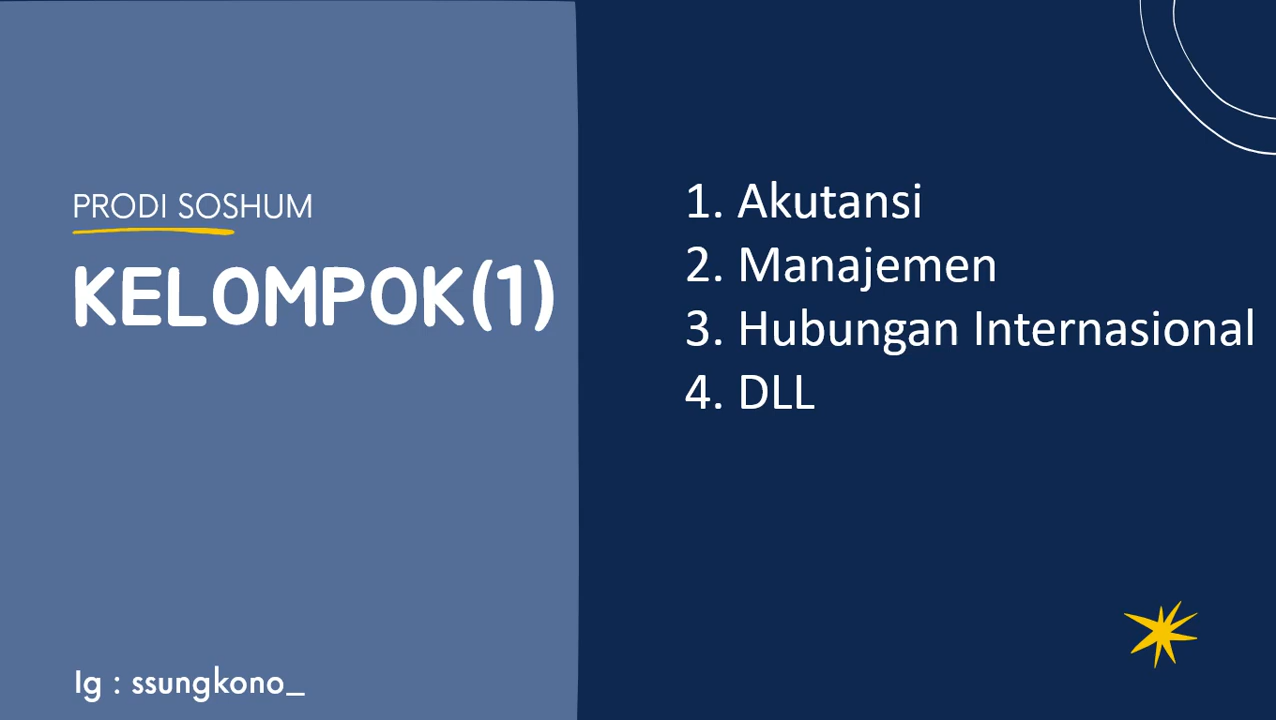 PRODI SOSHUM
KELOMPOK(1)
1. Akutansi
2. Manajemen
3. Hubungan Internasional
4. DLL
Ig : ssungkono_